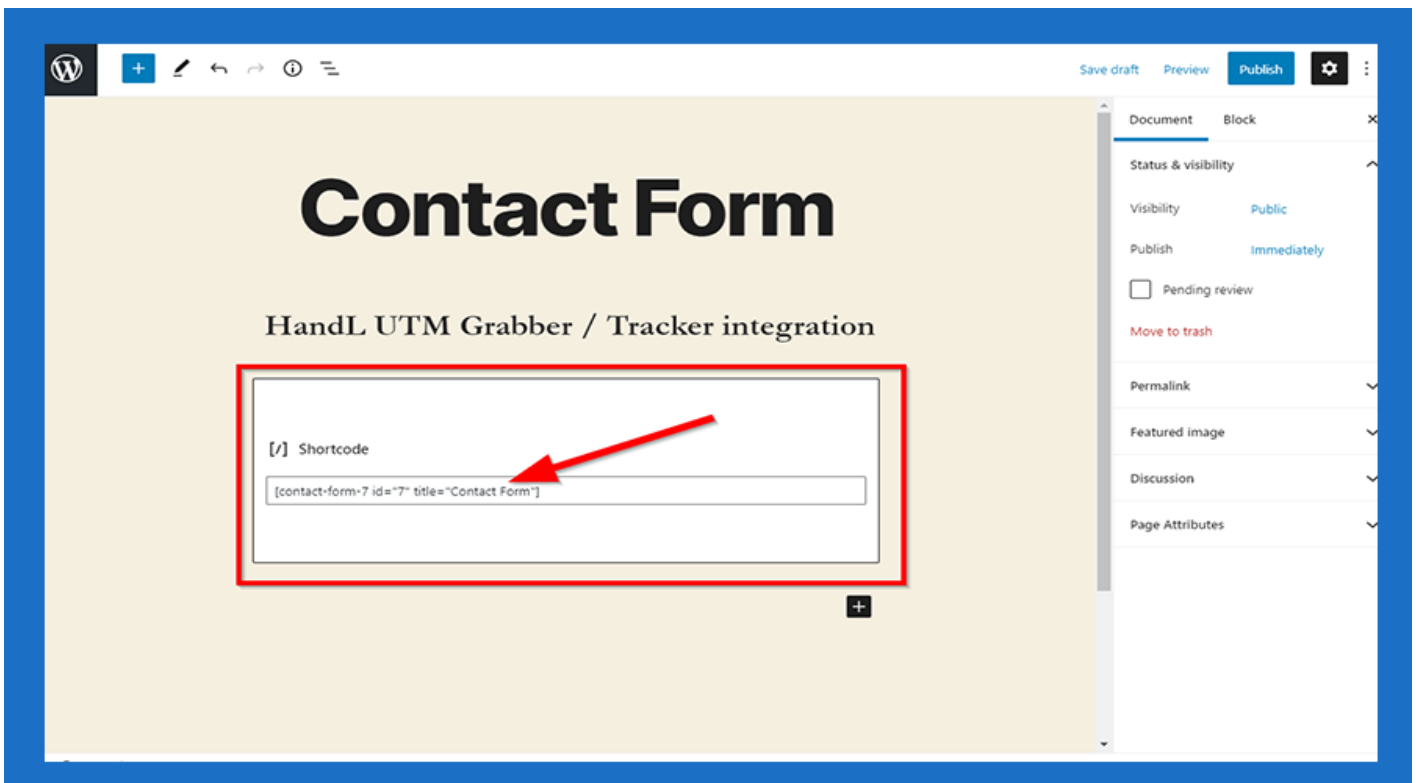 Save draft Preview Publish
Document Block
Status & visibility
Visibility Public
Publish Immediately
Pending review
Move to trash
Permalink
Featured image
Discussion
Page Attributes
Contact Form
HandL UTM Grabber / Tracker integration
[/] Shortcode
[contact-form-7 id="7" title="Contact Form"]